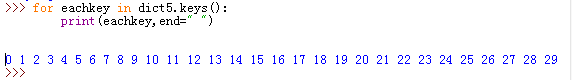 >>> for eachkey in dict5.keys():
        print(eachkey,end=" ")
0 1 2 3 4 5 6 7 8 9 10 11 12 13 14 15 16 17 18 19 20 21 22 23 24 25 26 27 28 29
>>>